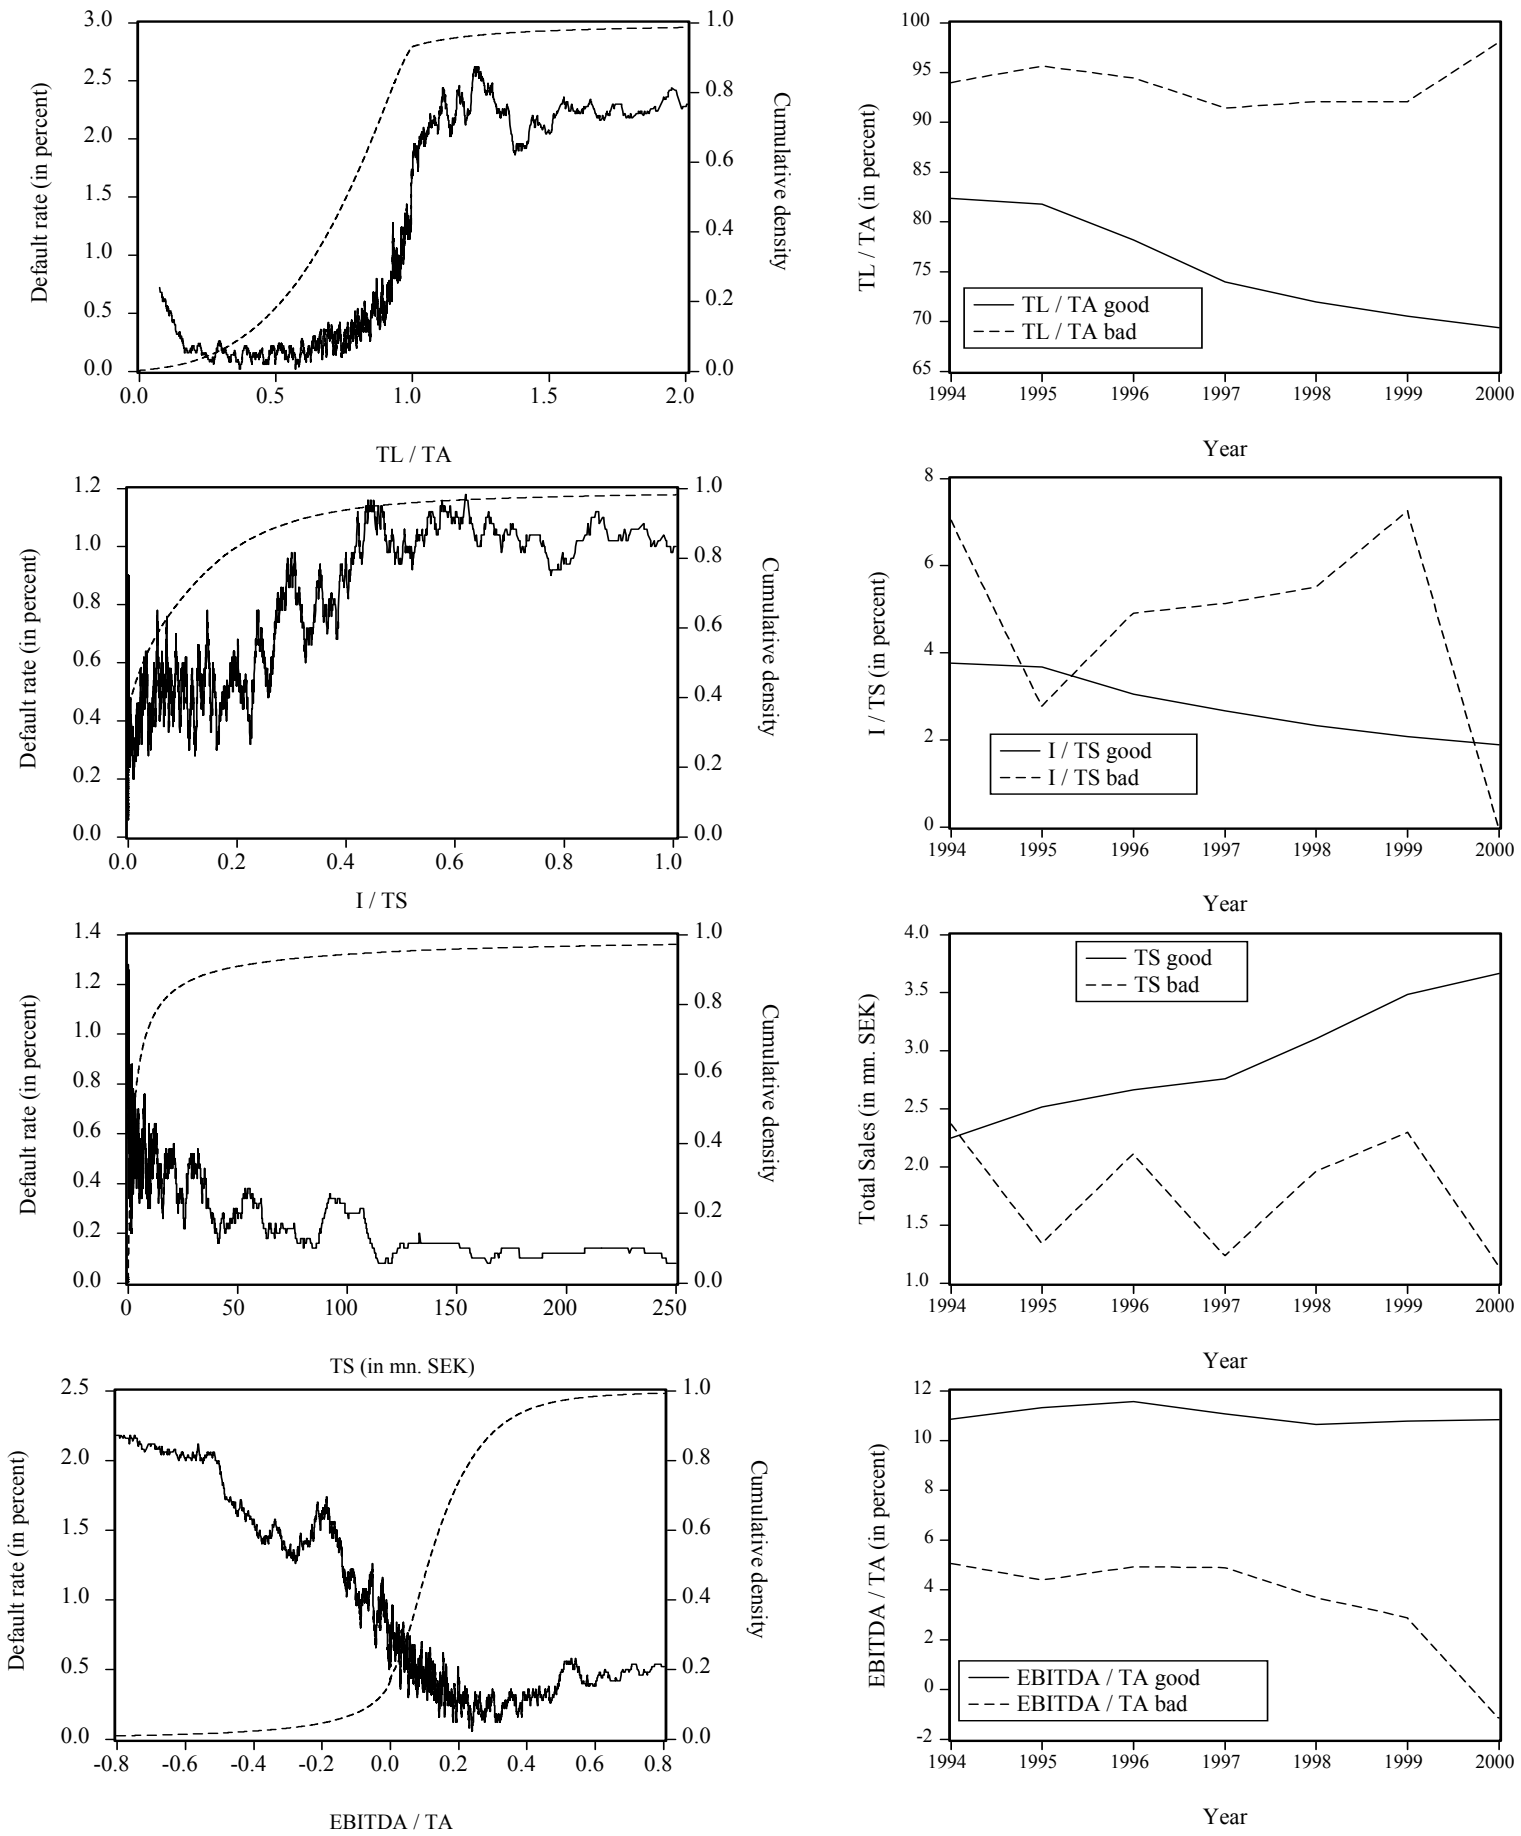 3.0
2.5
2.0
1.5
1.0
0.5
0.0
Default rate (in percent)
1.0
0.8
0.6
0.4
0.2
0.0
Cumulative density
0.0 0.5 1.0 1.5 2.0
TL / TA
100
95
90
85
80
75
70
65
TL / TA (in percent)
TL / TA good
TL / TA bad
1994 1995 1996 1997 1998 1999 2000
Year
1.2
1.0
0.8
0.6
0.4
0.2
0.0
Default rate (in percent)
1.0
0.8
0.6
0.4
0.2
0.0
Cumulative density
0.0 0.2 0.4 0.6 0.8 1.0
I / TS
8
6
4
2
0
I / TS (in percent)
I / TS good
I / TS bad
1994 1995 1996 1997 1998 1999 2000
Year
1.4
1.2
1.0
0.8
0.6
0.4
0.2
0.0
Default rate (in percent)
1.0
0.8
0.6
0.4
0.2
0.0
Cumulative density
0 50 100 150 200 250
TS (in mn. SEK)
4.0
3.5
3.0
2.5
2.0
1.5
1.0
Total Sales (in mn. SEK)
TS good
TS bad
1994 1995 1996 1997 1998 1999 2000
Year
2.5
2.0
1.5
1.0
0.5
0.0
Default rate (in percent)
1.0
0.8
0.6
0.4
0.2
0.0
Cumulative density
-0.8 -0.6 -0.4 -0.2 0.0 0.2 0.4 0.6 0.8
EBITDA / TA
12
10
8
6
4
2
0
-2
EBITDA / TA (in percent)
EBITDA / TA good
EBITDA / TA bad
1994 1995 1996 1997 1998 1999 2000
Year